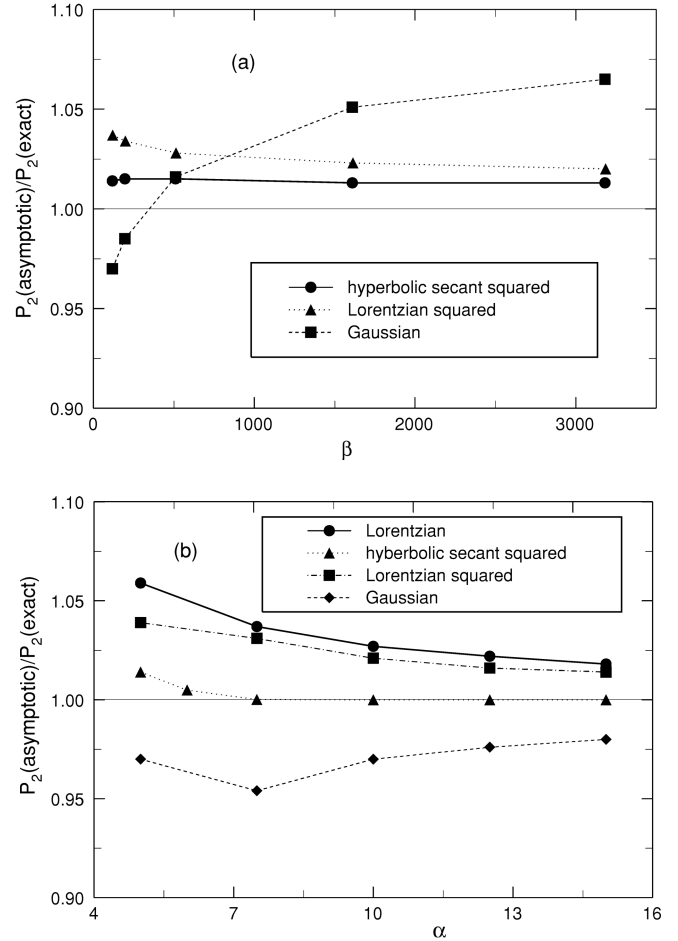 1.10
(a)
1.05
P2(asymptotic)/P2(exact)
1.00
hyperbolic secant squared
Lorentzian squared
Gaussian
0.95
0.90
0 1000 2000 3000
β
1.10
Lorentzian
(b)
hyberbolic secant squared
Lorentzian squared
Gaussian
1.05
P2(asymptotic)/P2(exact)
1.00
0.95
0.90
4 7 10 13 16
α